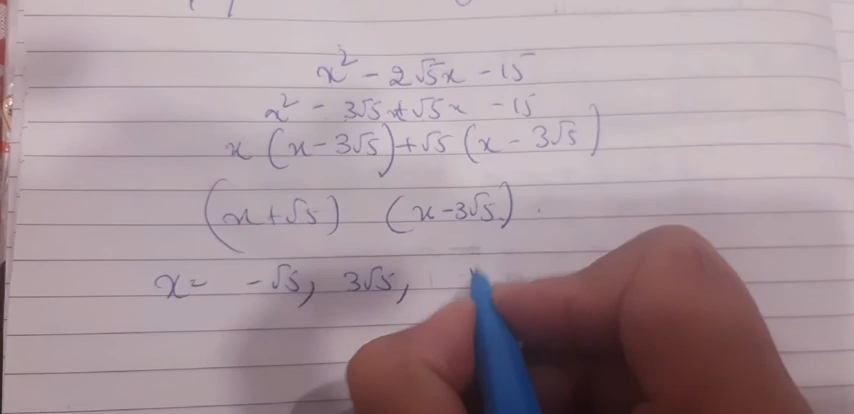 x² - 2√5x - 15
x² - 3√5x+√5x - 15
x (x-3√5)+√5 (x-3√5)
(x+√5) (x-3√5).
x= -√5, 3√5,